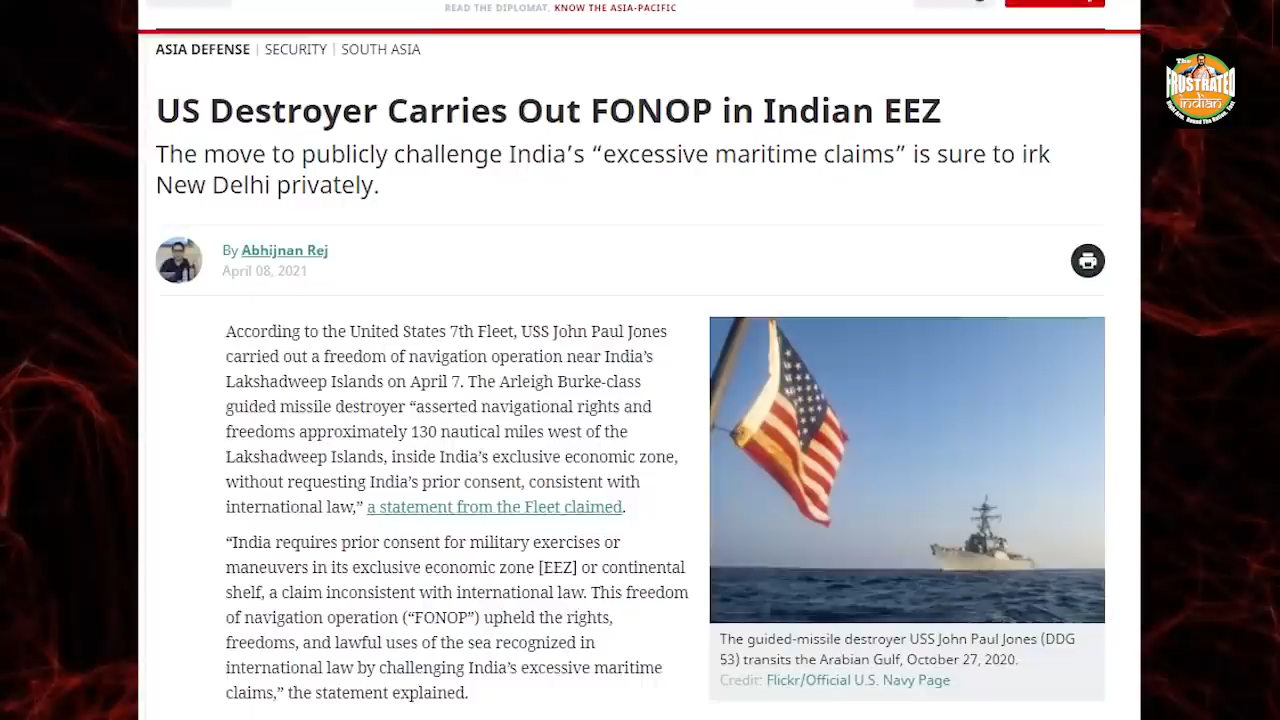 READ THE DIPLOMAT, KNOW THE ASIA-PACIFIC
ASIA DEFENSE | SECURITY | SOUTH ASIA
The
FRUSTRATED
indian
US Destroyer Carries Out FONOP in Indian EEZ
The move to publicly challenge India’s “excessive maritime claims” is sure to irk
New Delhi privately.
By Abhijnan Rej
April 08, 2021
According to the United States 7th Fleet, USS John Paul Jones
carried out a freedom of navigation operation near India’s
Lakshadweep Islands on April 7. The Arleigh Burke-class
guided missile destroyer “asserted navigational rights and
freedoms approximately 130 nautical miles west of the
Lakshadweep Islands, inside India’s exclusive economic zone,
without requesting India’s prior consent, consistent with
international law,” a statement from the Fleet claimed.
“India requires prior consent for military exercises or
maneuvers in its exclusive economic zone [EEZ] or continental
shelf, a claim inconsistent with international law. This freedom
of navigation operation (“FONOP”) upheld the rights,
freedoms, and lawful uses of the sea recognized in
international law by challenging India’s excessive maritime
claims,” the statement explained.
The guided-missile destroyer USS John Paul Jones (DDG
53) transits the Arabian Gulf, October 27, 2020.
Credit: Flickr/Official U.S. Navy Page